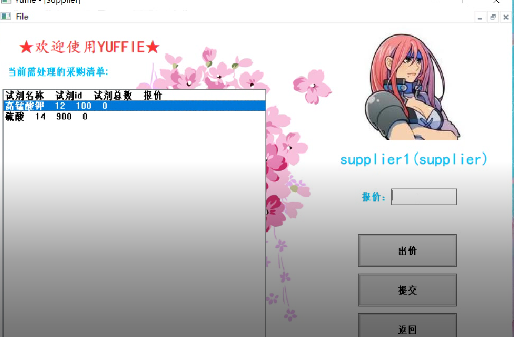 File
★欢迎使用YUFFIE★
当前需处理的采购清单:
试剂名称 试剂id 试剂总数 报价
高锰酸钾 12 100 0
硫酸 14 900 0
supplier1(supplier)
报价:
出价
提交
返回